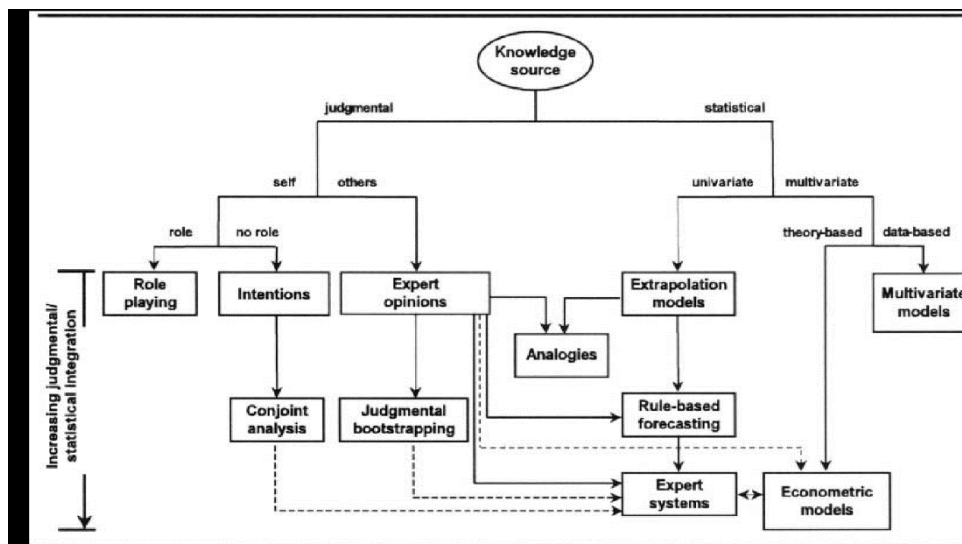 Knowledge
source
judgmental
statistical
self
others
univariate
multivariate
role
no role
theory-based
data-based
Role
playing
Intentions
Expert
opinions
Extrapolation
models
Multivariate
models
Analogies
Conjoint
analysis
Judgmental
bootstrapping
Rule-based
forecasting
Expert
systems
Econometric
models
Increasing judgmental/
statistical integration